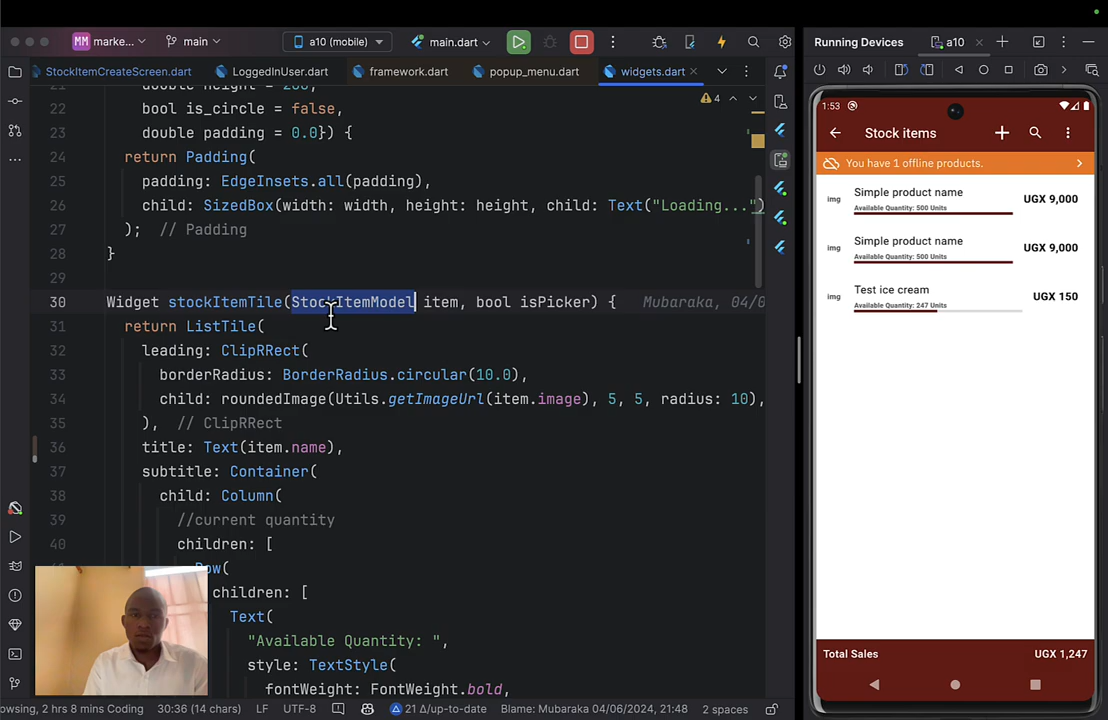 MM marke...
main
a10 (mobile)
main.dart
Running Devices
a10
StockItemCreateScreen.dart
LoggedInUser.dart
framework.dart
popup_menu.dart
widgets.dart
4
22 bool is_circle = false,
23 double padding = 0.0}) {
24 return Padding(
25 padding: EdgeInsets.all(padding),
26 child: SizedBox(width: width, height: height, child: Text("Loading...")
27 ); // Padding
28 }
29
30 Widget stockItemTile(StockItemModel item, bool isPicker) { Mubaraka, 04/0
31 return ListTile(
32 leading: ClipRRect(
33 borderRadius: BorderRadius.circular(10.0),
34 child: roundedImage(Utils.getImageUrl(item.image), 5, 5, radius: 10),
35 ), // ClipRRect
36 title: Text(item.name),
37 subtitle: Container(
38 child: Column(
39 //current quantity
40 children: [
Row(
children: [
Text(
"Available Quantity: ",
style: TextStyle(
fontWeight: FontWeight.bold,
owsing, 2 hrs 8 mins Coding
30:36 (14 chars)
LF
UTF-8
21 Δ/up-to-date
Blame: Mubaraka 04/06/2024, 21:48
2 spaces
1:53
Stock items
You have 1 offline products.
img
Simple product name
Available Quantity: 500 Units
UGX 9,000
img
Simple product name
Available Quantity: 500 Units
UGX 9,000
img
Test ice cream
Available Quantity: 247 Units
UGX 150
Total Sales
UGX 1,247